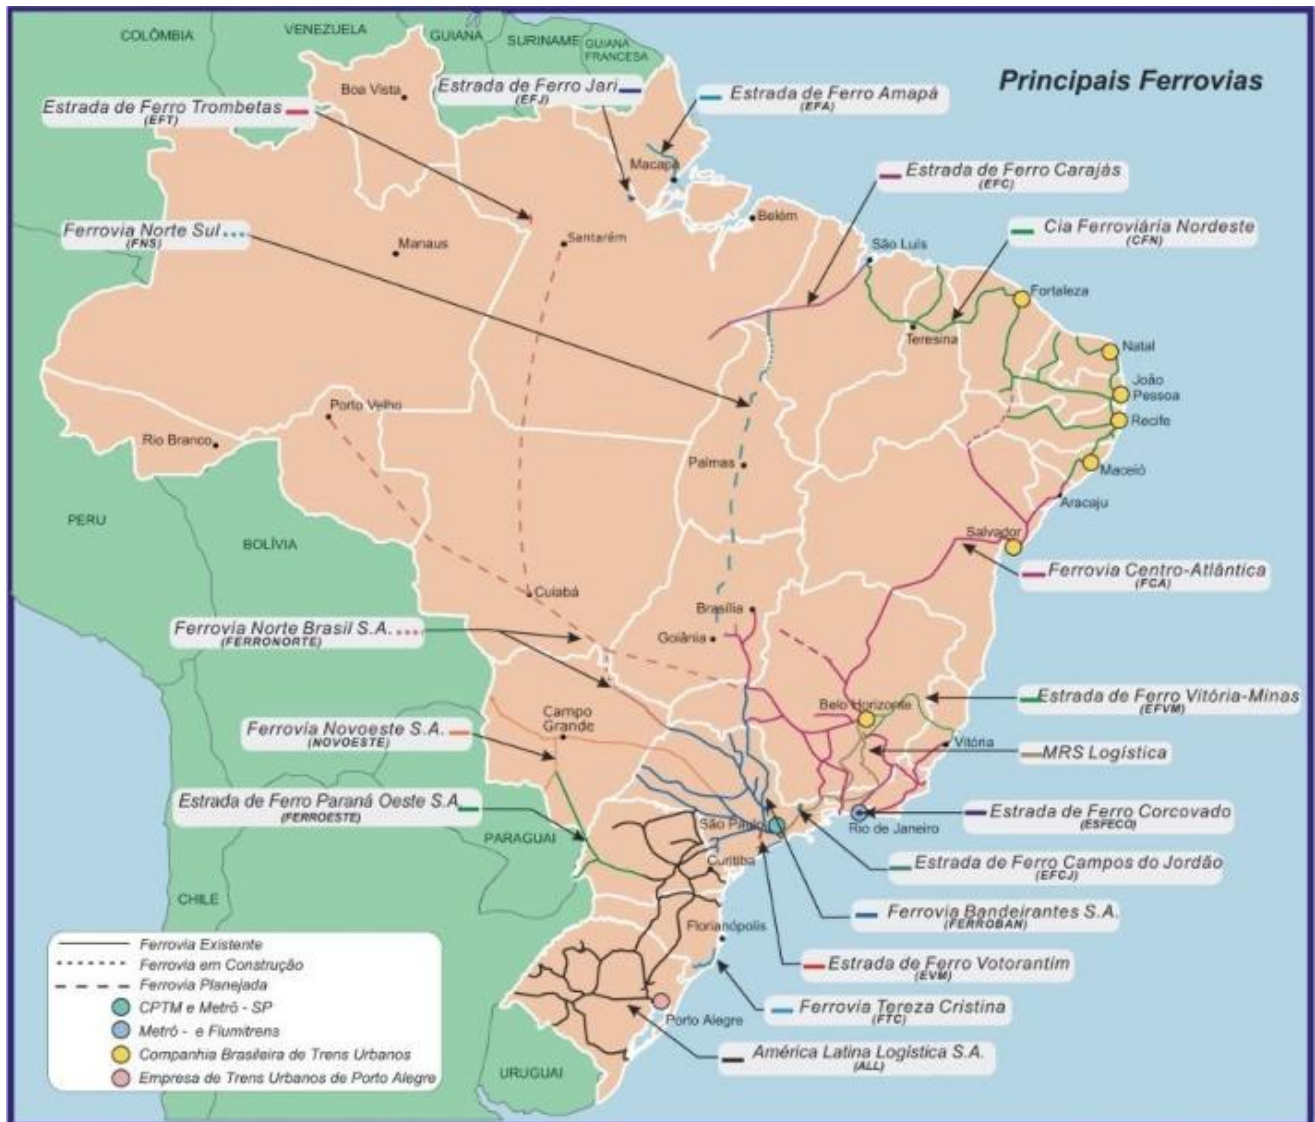 COLÔMBIA
VENEZUELA
GUIANA
SURINAME
GUIANA
FRANCESA
Principais Ferrovias
Boa Vista
Estrada de Ferro Jari
(EFJ)
Estrada de Ferro Amapá
(EFA)
Estrada de Ferro Trombetas
(EFT)
Macapá
Estrada de Ferro Carajás
(EFC)
Belém
Cia Ferroviária Nordeste
(CFN)
Ferrovia Norte Sul
(FNS)
Manaus
Santarém
São Luís
Fortaleza
Teresina
Natal
João
Pessoa
Porto Velho
Recife
Rio Branco
Palmas
Maceió
Aracaju
PERU
BOLÍVIA
Salvador
Ferrovia Centro-Atlântica
(FCA)
Cuiabá
Brasília
Ferrovia Norte Brasil S.A.
(FERRONORTE)
Goiânia
Estrada de Ferro Vitória-Minas
(EFVM)
Belo Horizonte
Campo
Grande
Ferrovia Novoeste S.A.
(NOVOESTE)
Vitória
MRS Logística
Estrada de Ferro Paraná Oeste S.A
(FERROESTE)
Estrada de Ferro Corcovado
(ESFECO)
São Paulo
Rio de Janeiro
PARAGUAI
Curitiba
Estrada de Ferro Campos do Jordão
(EFCJ)
CHILE
Ferrovia Bandeirantes S.A.
(FERROBAN)
Florianópolis
Ferrovia Existente
Ferrovia em Construção
Ferrovia Planejada
CPTM e Metrô - SP
Metrô - e Flumitrens
Companhia Brasileira de Trens Urbanos
Empresa de Trens Urbanos de Porto Alegre
Estrada de Ferro Votorantim
(EVM)
Ferrovia Tereza Cristina
(FTC)
Porto Alegre
América Latina Logística S.A.
(ALL)
URUGUAI